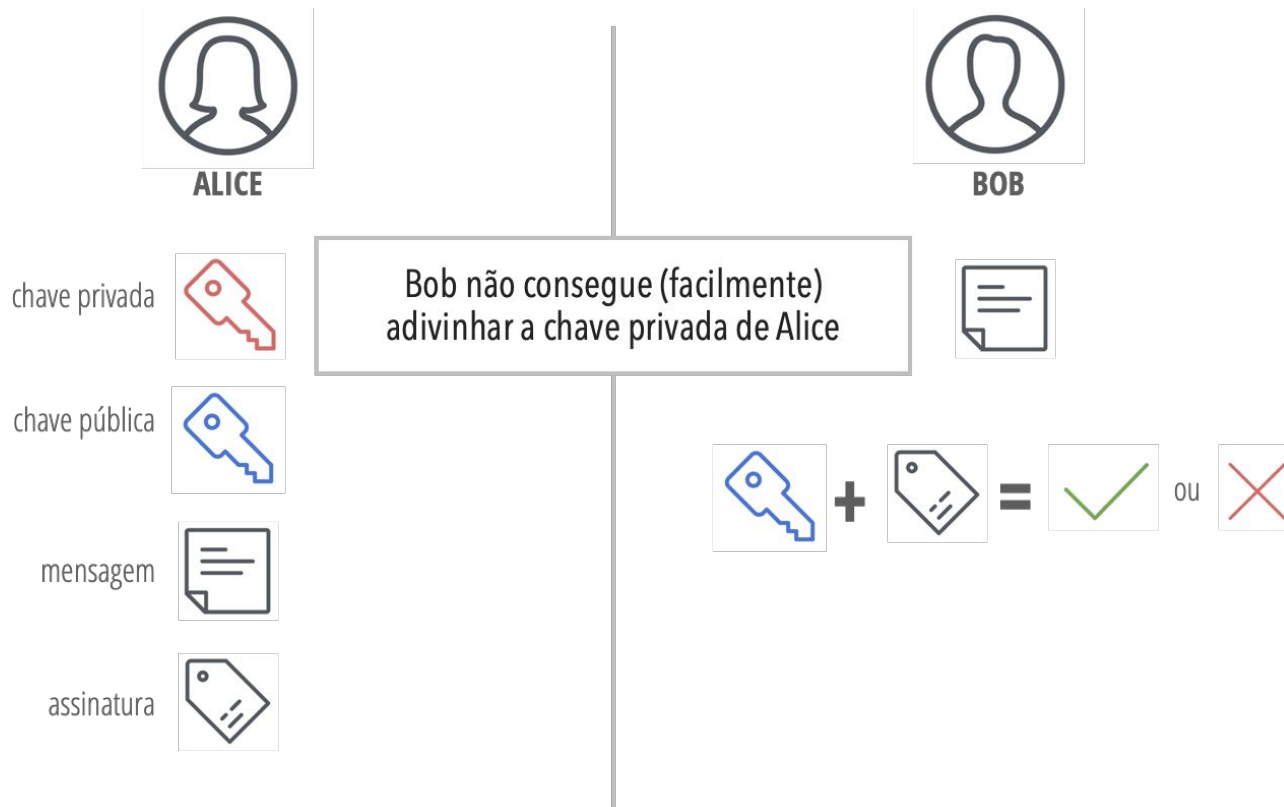 ALICE
BOB
Bob não consegue (facilmente)
adivinhar a chave privada de Alice
chave privada
chave pública
ou
mensagem
assinatura